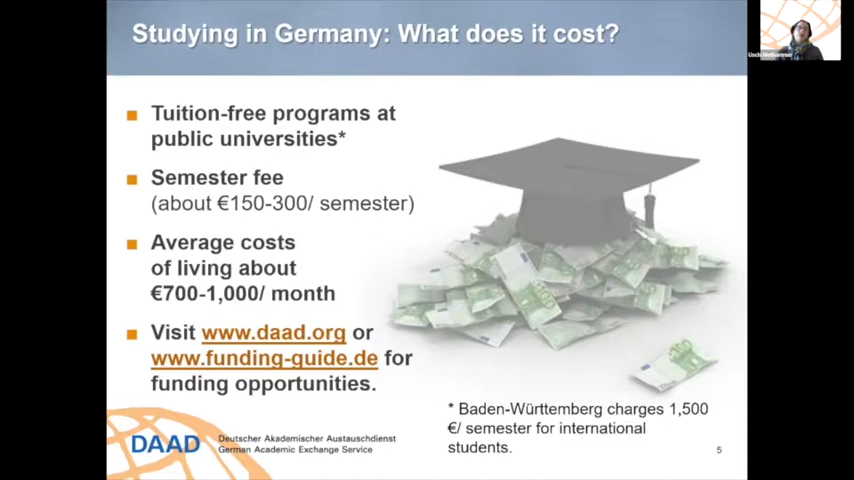 Studying in Germany: What does it cost?
Tuition-free programs at
public universities*
Semester fee
(about €150-300/ semester)
Average costs
of living about
€700-1,000/ month
Visit www.daad.org or
www.funding-guide.de for
funding opportunities.
* Baden-Württemberg charges 1,500
€/ semester for international
students.
DAAD
Deutscher Akademischer Austauschdienst
German Academic Exchange Service
5